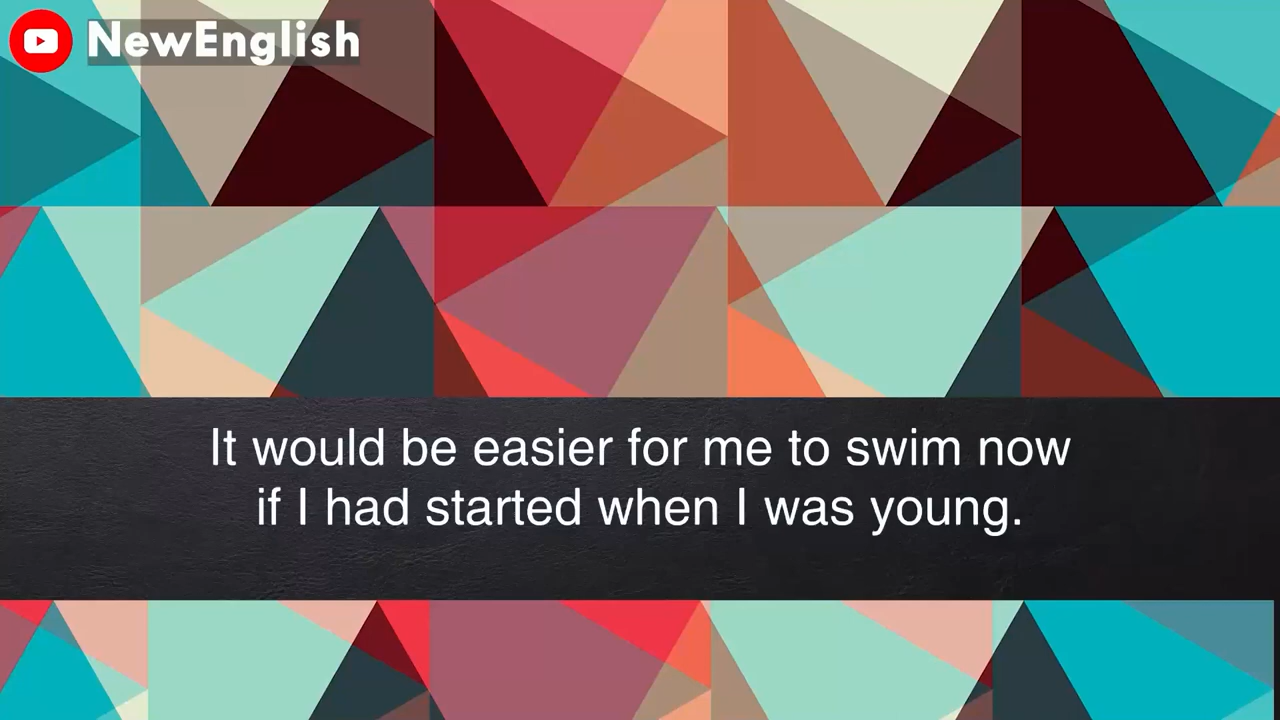 NewEnglish
It would be easier for me to swim now
if I had started when I was young.